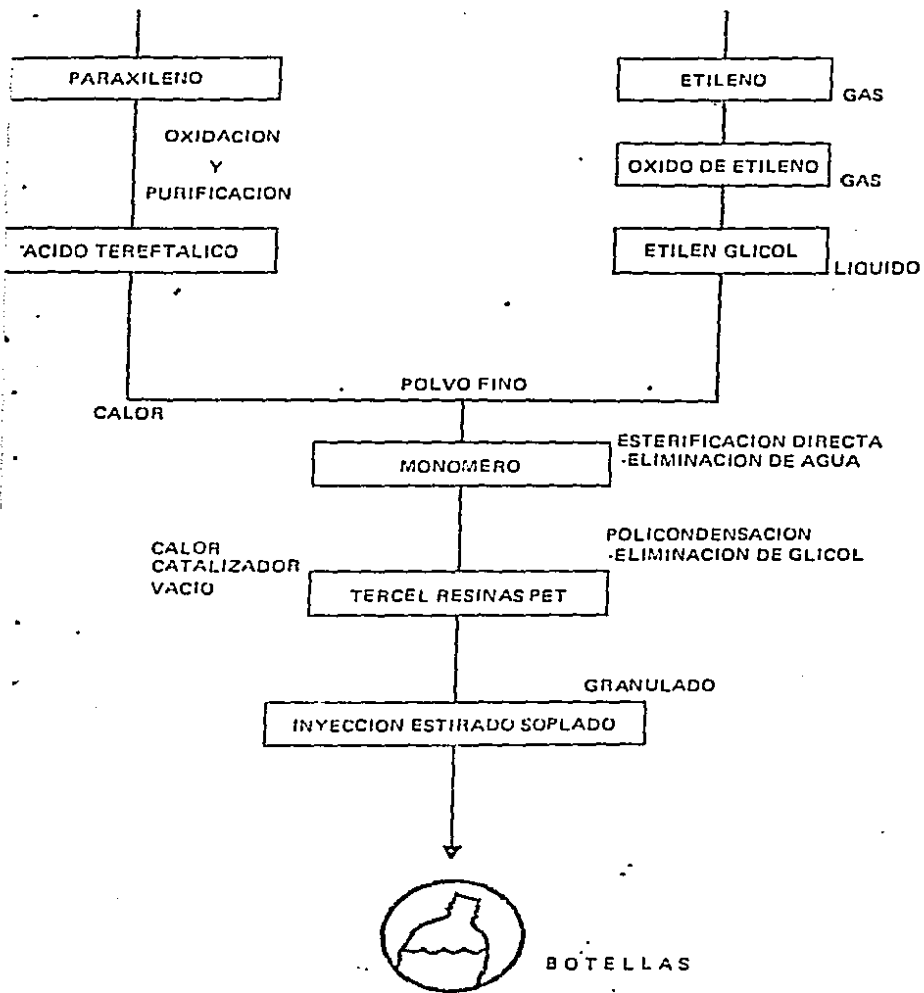 PARAXILENO
ETILENO
GAS
OXIDACION
Y
PURIFICACION
OXIDO DE ETILENO
GAS
ACIDO TEREFTALICO
ETILEN GLICOL
LIQUIDO
POLVO FINO
CALOR
MONOMERO
ESTERIFICACION DIRECTA
-ELIMINACION DE AGUA
CALOR
CATALIZADOR
VACIO
POLICONDENSACION
-ELIMINACION DE GLICOL
TERCEL RESINAS PET
GRANULADO
INYECCION ESTIRADO SOPLADO
BOTELLAS